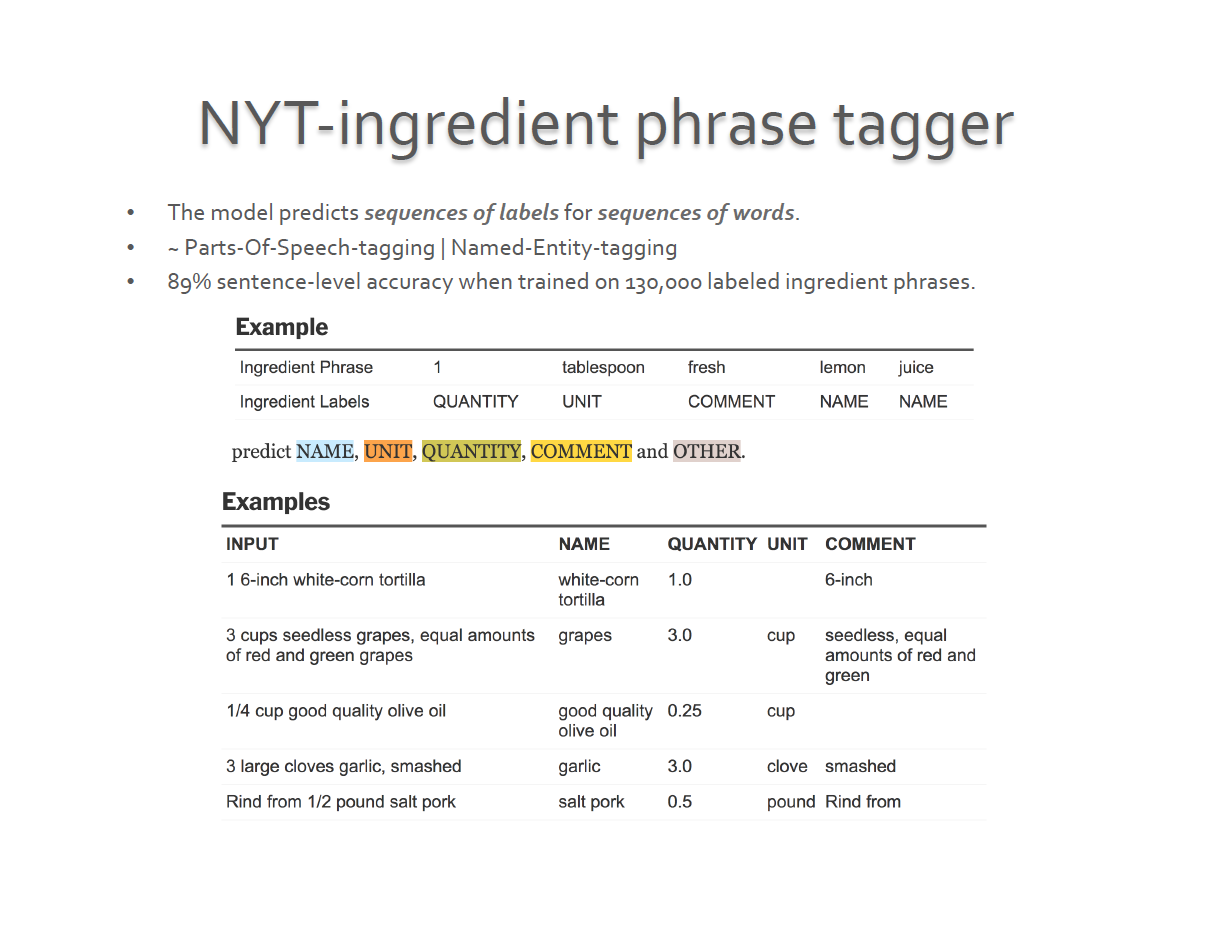 NYT-ingredient phrase tagger
• The model predicts sequences of labels for sequences of words.
• ~ Parts-Of-Speech-tagging | Named-Entity-tagging
• 89% sentence-level accuracy when trained on 130,000 labeled ingredient phrases.
Example
Ingredient Phrase 1 tablespoon fresh lemon juice
Ingredient Labels QUANTITY UNIT COMMENT NAME NAME
predict NAME, UNIT, QUANTITY, COMMENT and OTHER.
Examples
INPUT NAME QUANTITY UNIT COMMENT
1 6-inch white-corn tortilla white-corn 1.0 6-inch
tortilla
3 cups seedless grapes, equal amounts grapes 3.0 cup seedless, equal
of red and green grapes amounts of red and
green
1/4 cup good quality olive oil good quality 0.25 cup
olive oil
3 large cloves garlic, smashed garlic 3.0 clove smashed
Rind from 1/2 pound salt pork salt pork 0.5 pound Rind from